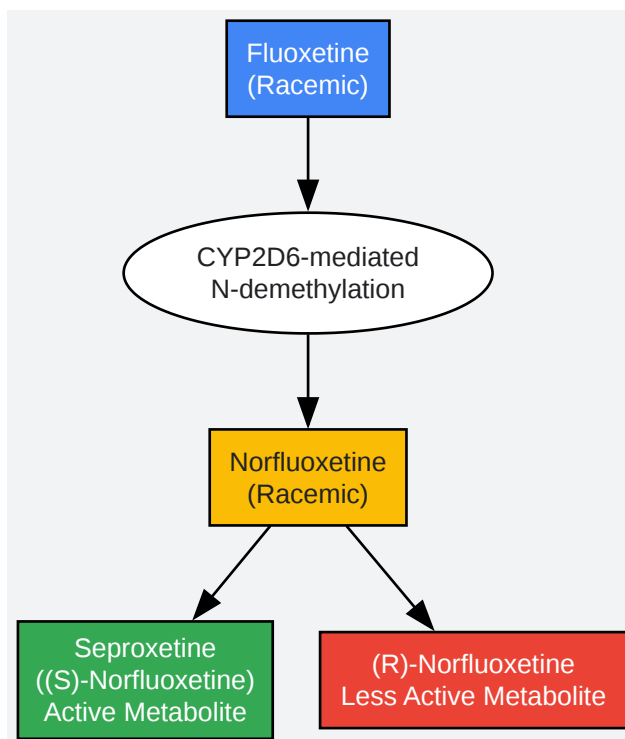 Fluoxetine
(Racemic)
CYP2D6-mediated
N-demethylation
Norfluoxetine
(Racemic)
Seproxetine
((S)-Norfluoxetine)
Active Metabolite
(R)-Norfluoxetine
Less Active Metabolite